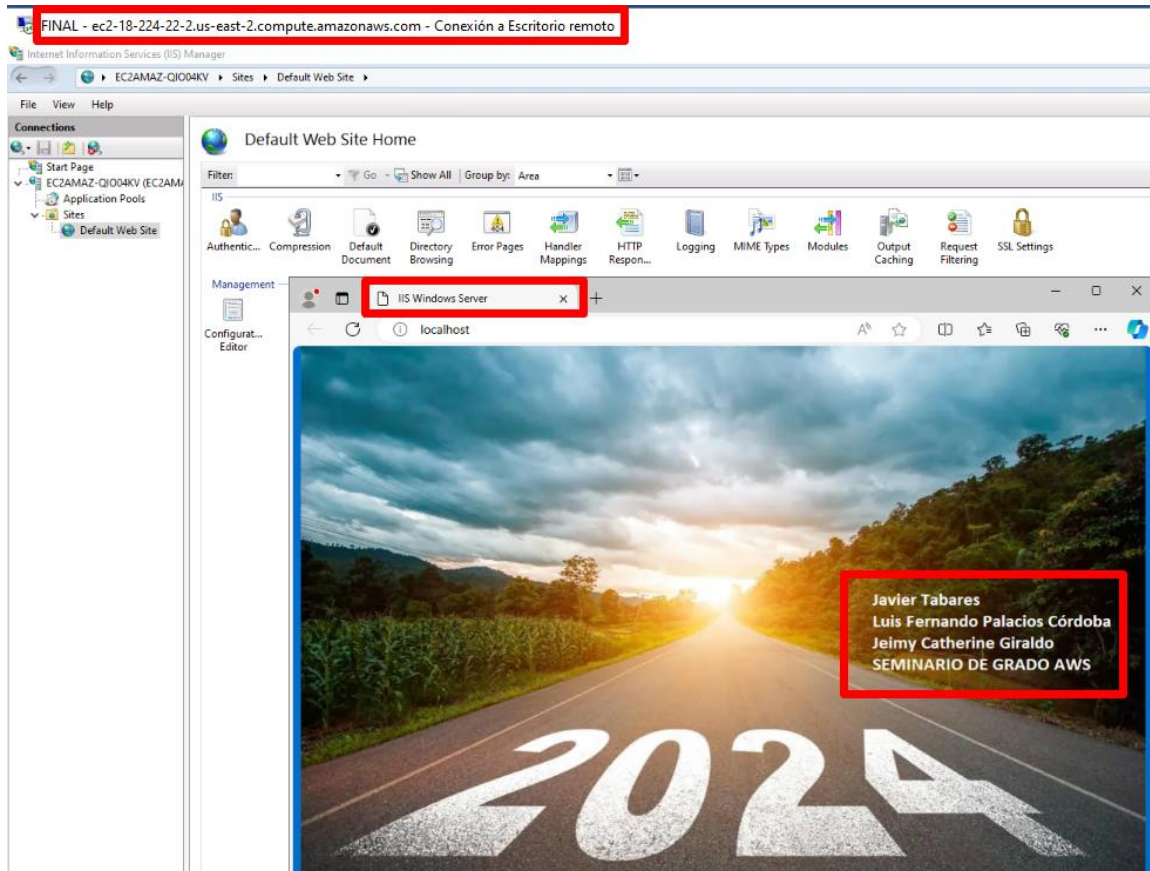 FINAL - ec2-18-224-22-2.us-east-2.compute.amazonaws.com - Conexión a Escritorio remoto
Internet Information Services (IIS) Manager
EC2AMAZ-QIO04KV Sites Default Web Site
File View Help
Connections
Start Page
EC2AMAZ-QIO04KV (EC2AM
Application Pools
Sites
Default Web Site
Default Web Site Home
Filter: Go Show All Group by: Area
IIS
Authentic... Compression Default Document Directory Browsing Error Pages Handler Mappings HTTP Respon... Logging MIME Types Modules Output Caching Request Filtering SSL Settings
Management
Configurat... Editor
IIS Windows Server
localhost
Javier Tabares
Luis Fernando Palacios Córdoba
Jeimy Catherine Giraldo
SEMINARIO DE GRADO AWS
2024